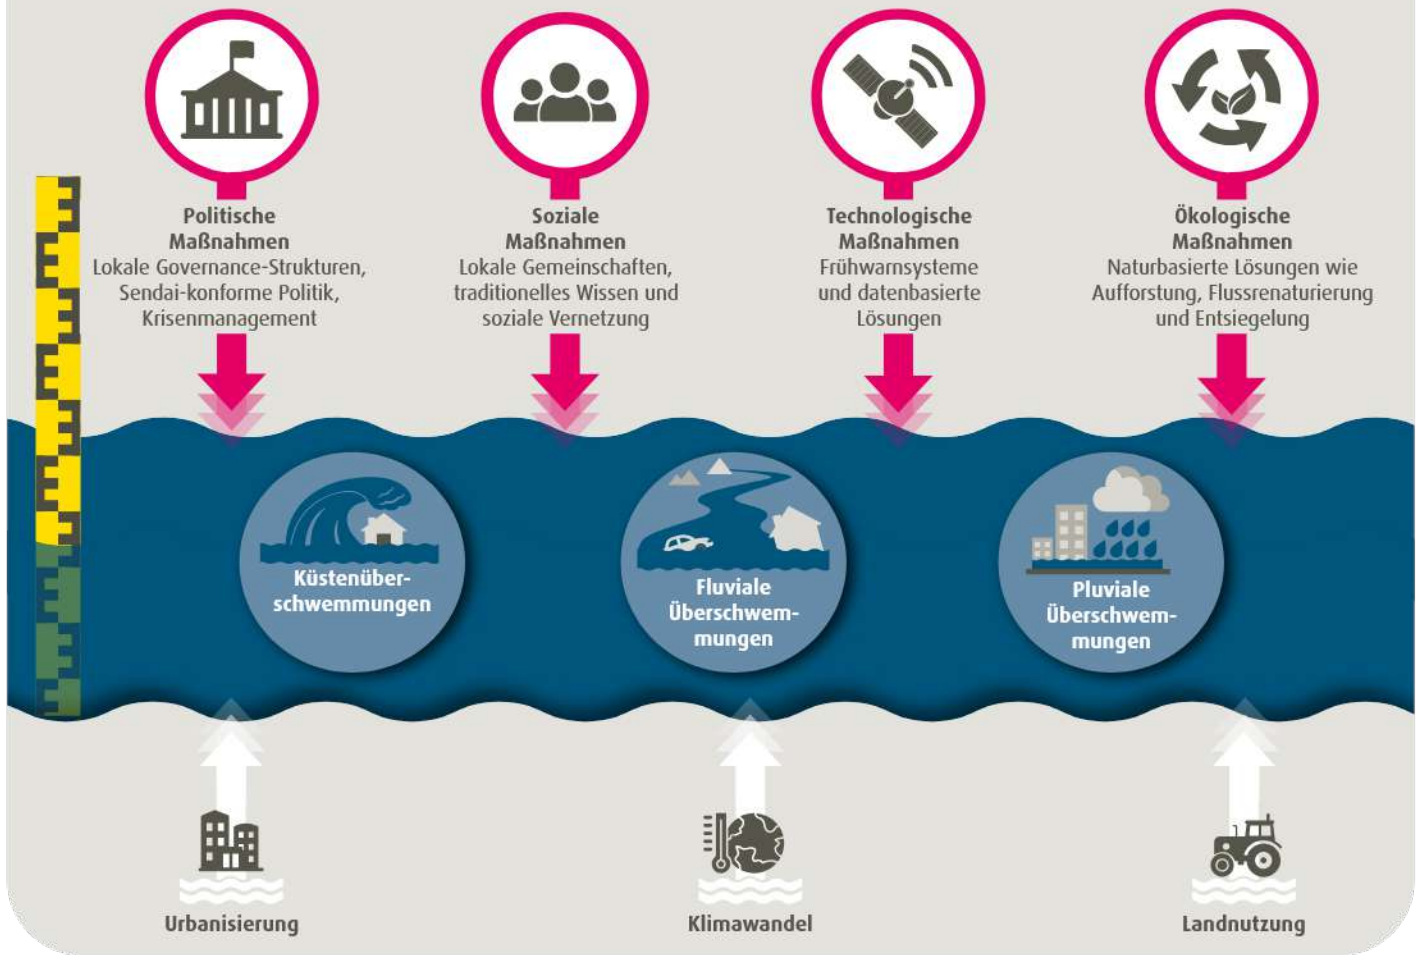 Politische
Maßnahmen
Lokale Governance-Strukturen,
Sendai-konforme Politik,
Krisenmanagement
Soziale
Maßnahmen
Lokale Gemeinschaften,
traditionelles Wissen und
soziale Vernetzung
Technologische
Maßnahmen
Frühwarnsysteme
und datenbasierte
Lösungen
Ökologische
Maßnahmen
Naturbasierte Lösungen wie
Aufforstung, Flussrenaturierung
und Entsiegelung
Küstenüber-
schwemmungen
Fluviale
Überschwem-
mungen
Pluviale
Überschwem-
mungen
Urbanisierung
Klimawandel
Landnutzung